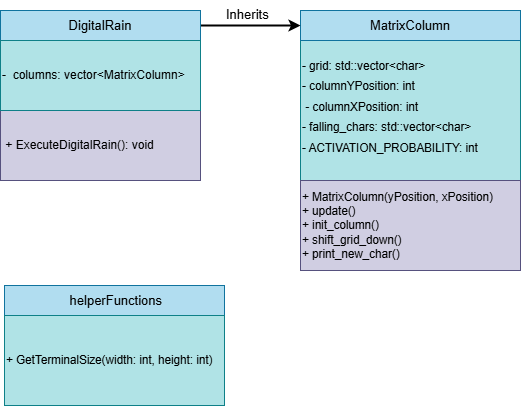 DigitalRain
Inherits
MatrixColumn
- columns: vector<MatrixColumn>
+ ExecuteDigitalRain(): void
- grid: std::vector<char>
- columnYPosition: int
- columnXPosition: int
- falling_chars: std::vector<char>
- ACTIVATION_PROBABILITY: int
+ MatrixColumn(yPosition, xPosition)
+ update()
+ init_column()
+ shift_grid_down()
+ print_new_char()
helperFunctions
+ GetTerminalSize(width: int, height: int)